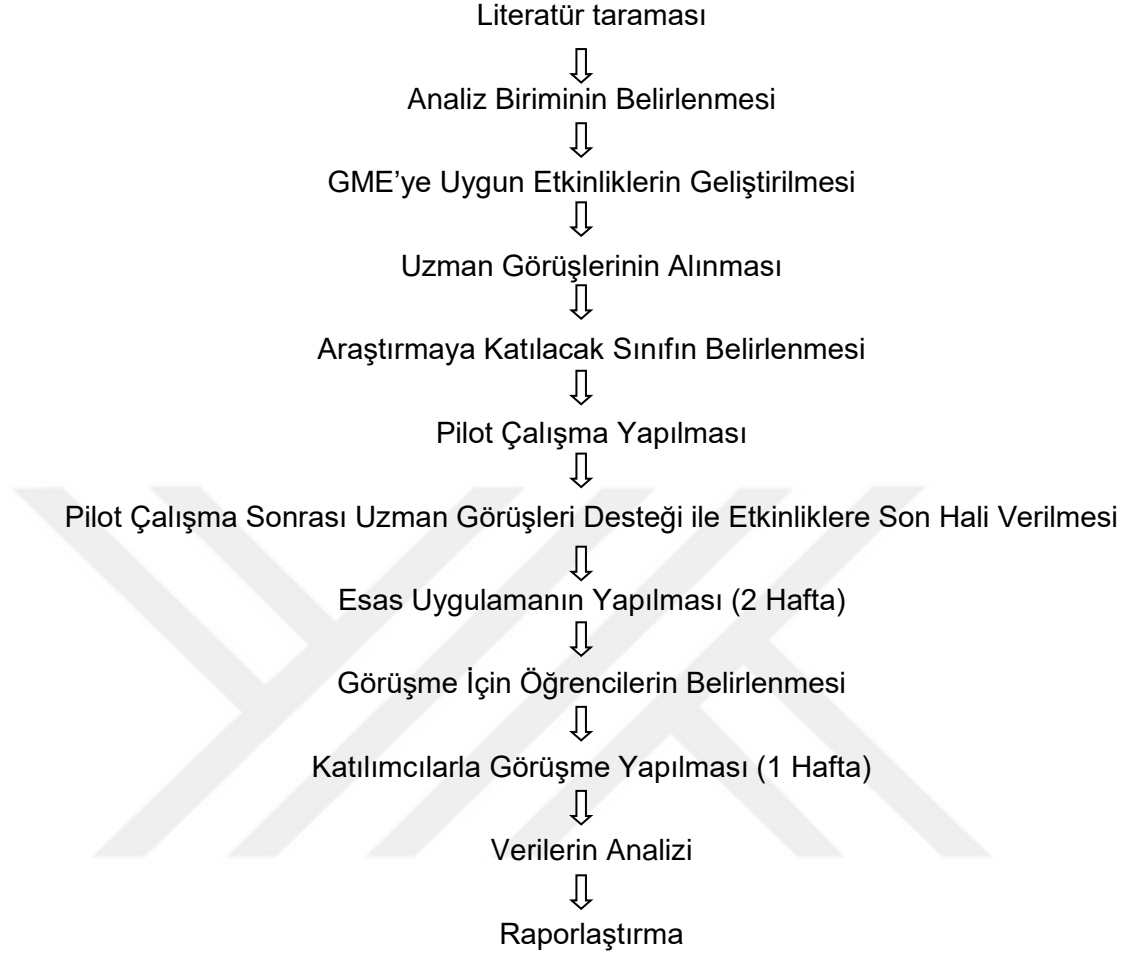 Literatür taraması
Analiz Biriminin Belirlenmesi
GME’ye Uygun Etkinliklerin Geliştirilmesi
Uzman Görüşlerinin Alınması
Araştırmaya Katılacak Sınıfın Belirlenmesi
Pilot Çalışma Yapılması
Pilot Çalışma Sonrası Uzman Görüşleri Desteği ile Etkinliklere Son Hali Verilmesi
Esas Uygulamanın Yapılması (2 Hafta)
Görüşme İçin Öğrencilerin Belirlenmesi
Katılımcılarla Görüşme Yapılması (1 Hafta)
Verilerin Analizi
Raporlaştırma